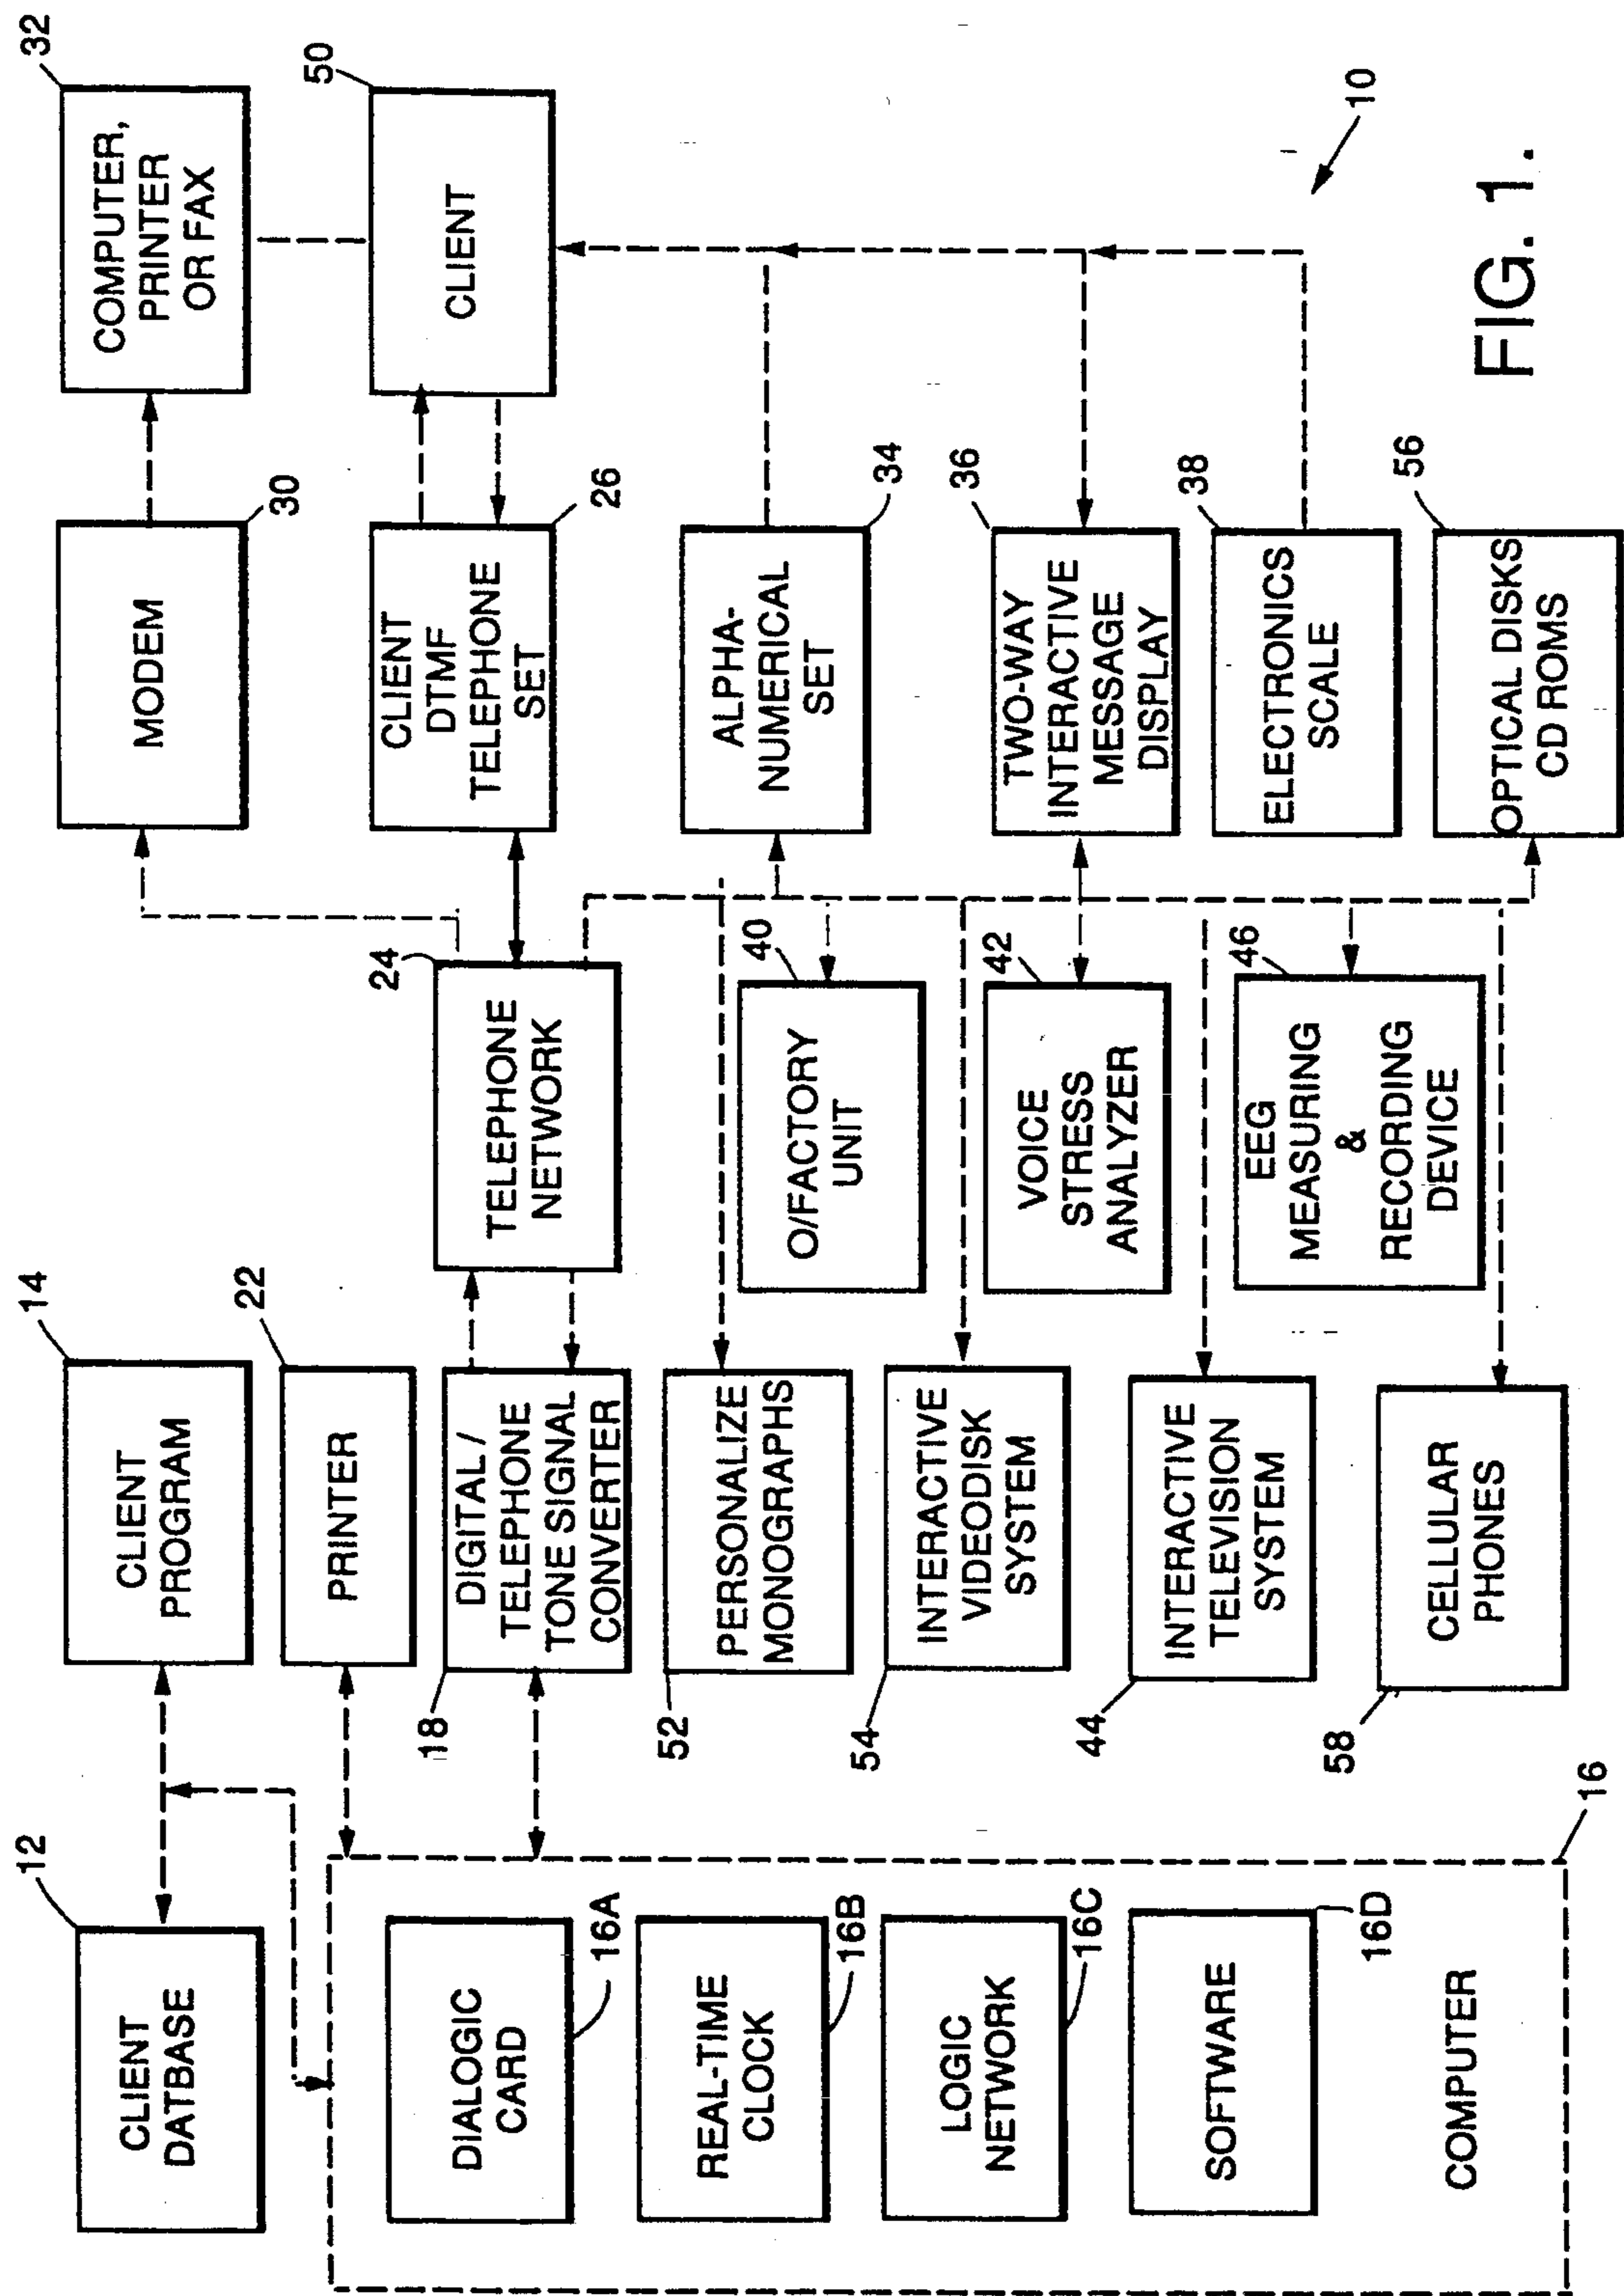 12
CLIENT
DATBASE
14
CLIENT
PROGRAM
22
PRINTER
18
DIGITAL /
TELEPHONE
TONE SIGNAL
CONVERTER
24
TELEPHONE
NETWORK
MODEM
30
COMPUTER,
PRINTER
OR FAX
32
CLIENT
DTMF
TELEPHONE
SET
26
CLIENT
50
DIALOGIC
CARD
16A
REAL-TIME
CLOCK
16B
LOGIC
NETWORK
16C
SOFTWARE
16D
COMPUTER
16
52
PERSONALIZE
MONOGRAPHS
54
INTERACTIVE
VIDEODISK
SYSTEM
44
INTERACTIVE
TELEVISION
SYSTEM
58
CELLULAR
PHONES
40
O/FACTORY
UNIT
42
VOICE
STRESS
ANALYZER
46
EEG
MEASURING
&
RECORDING
DEVICE
ALPHA-
NUMERICAL
SET
34
36
TWO-WAY
INTERACTIVE
MESSAGE
DISPLAY
38
ELECTRONICS
SCALE
56
OPTICAL DISKS
CD ROMS
10
FIG. 1.